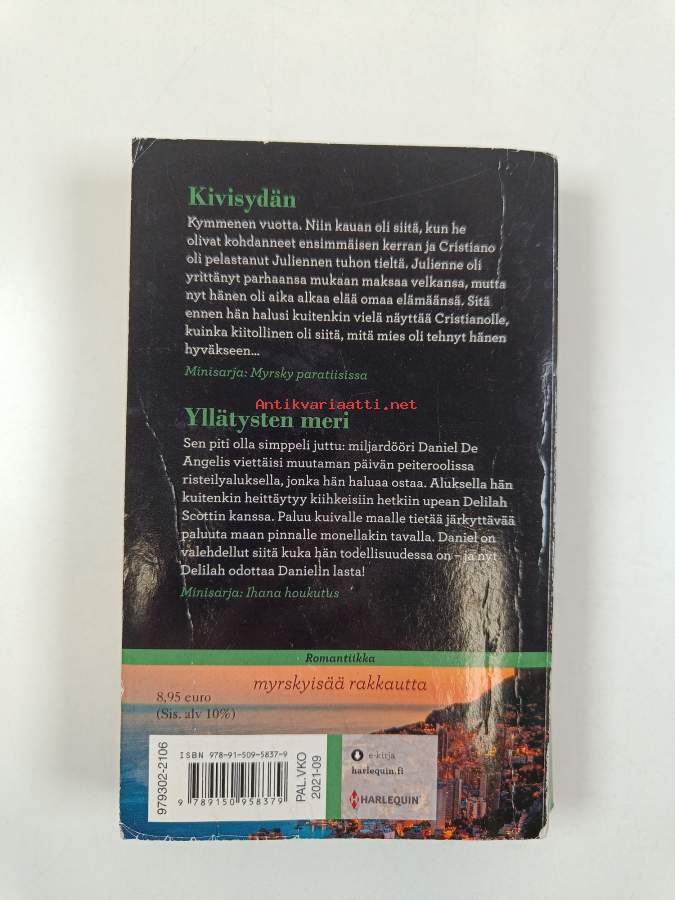 Kivisydän
Kymmenen vuotta. Niin kauan oli siitä, kun he
olivat kohdanneet ensimmäisen kerran ja Cristiano
oli pelastanut Juliennen tuhon tieltä. Julienne oli
yrittänyt parhaansa mukaan maksaa velkansa, mutta
nyt hänen oli aika alkaa elää omaa elämäänsä. Sitä
ennen hän halusi kuitenkin vielä näyttää Cristianolle,
kuinka kiitollinen oli siitä, mitä mies oli tehnyt hänen
hyväkseen...
Minisarja: Myrsky paratiisissa
Antikvariaatti.net
Yllätysten meri
Sen piti olla simppeli juttu: miljardööri Daniel De
Angelis viettäisi muutaman päivän peiteroolissa
risteilyaluksella, jonka hän haluaa ostaa. Aluksella hän
kuitenkin heittäytyy kiihkeisiin hetkiin upean Delilah
Scottin kanssa. Paluu kuivalle maalle tietää järkyttävää
paluuta maan pinnalle monellakin tavalla. Daniel on
valehdellut siitä kuka hän todellisuudessa on – ja nyt
Delilah odottaa Danielin lasta!
Minisarja: Ihana houkutus
Romantiikka
myrskyisää rakkautta
8,95 euro
(Sis. alv 10%)
979302-2106
ISBN 978-91-509-5837-9
9 789150 958379
PAL.VKO
2021-09
e-kirja
harlequin.fi
HARLEQUIN